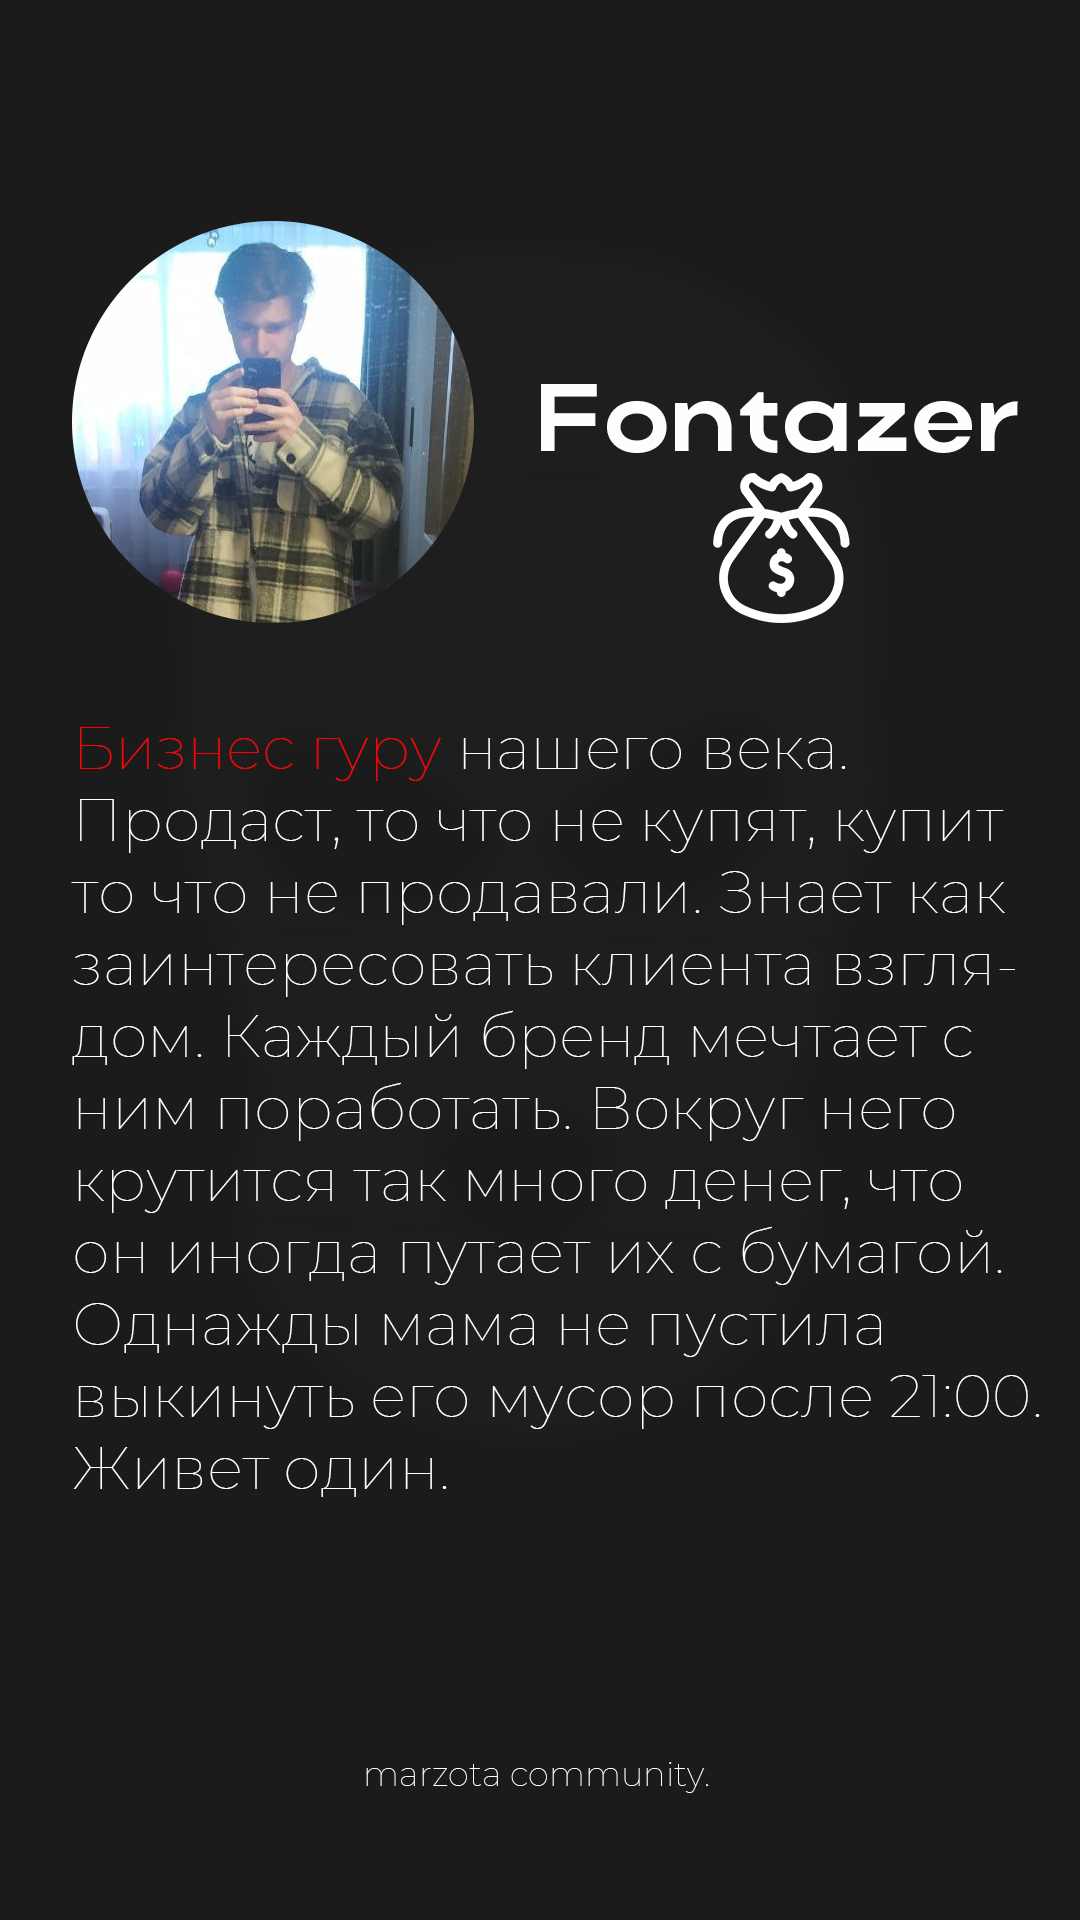 Fontazer
$
Бизнес гуру нашего века.
Продаст, то что не купят, купит
то что не продавали. Знает как
заинтересовать клиента взгля-
дом. Каждый бренд мечтает с
ним поработать. Вокруг него
крутится так много денег, что
он иногда путает их с бумагой.
Однажды мама не пустила
выкинуть его мусор после 21:00.
Живет один.
marzota community.